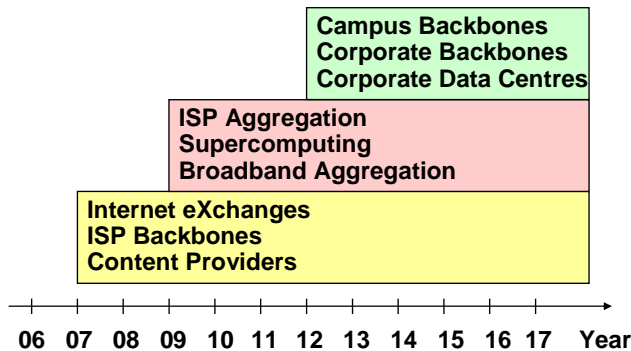 Campus Backbones
Corporate Backbones
Corporate Data Centres
ISP Aggregation
Supercomputing
Broadband Aggregation
Internet eXchanges
ISP Backbones
Content Providers
06 07 08 09 10 11 12 13 14 15 16 17 Year